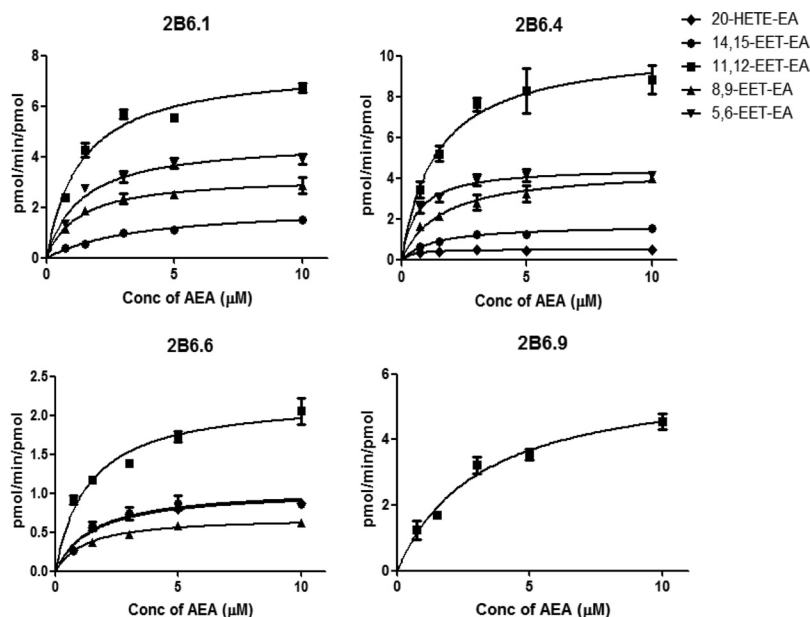 2B6.1
pmol/min/pmol
8
6
4
2
0
0 5 10
Conc of AEA (µM)
2B6.4
pmol/min/pmol
10
8
6
4
2
0
0 5 10
Conc of AEA (µM)
20-HETE-EA
14,15-EET-EA
11,12-EET-EA
8,9-EET-EA
5,6-EET-EA
2B6.6
pmol/min/pmol
2.5
2.0
1.5
1.0
0.5
0.0
0 5 10
Conc of AEA (µM)
2B6.9
pmol/min/pmol
6
4
2
0
0 5 10
Conc of AEA (µM)